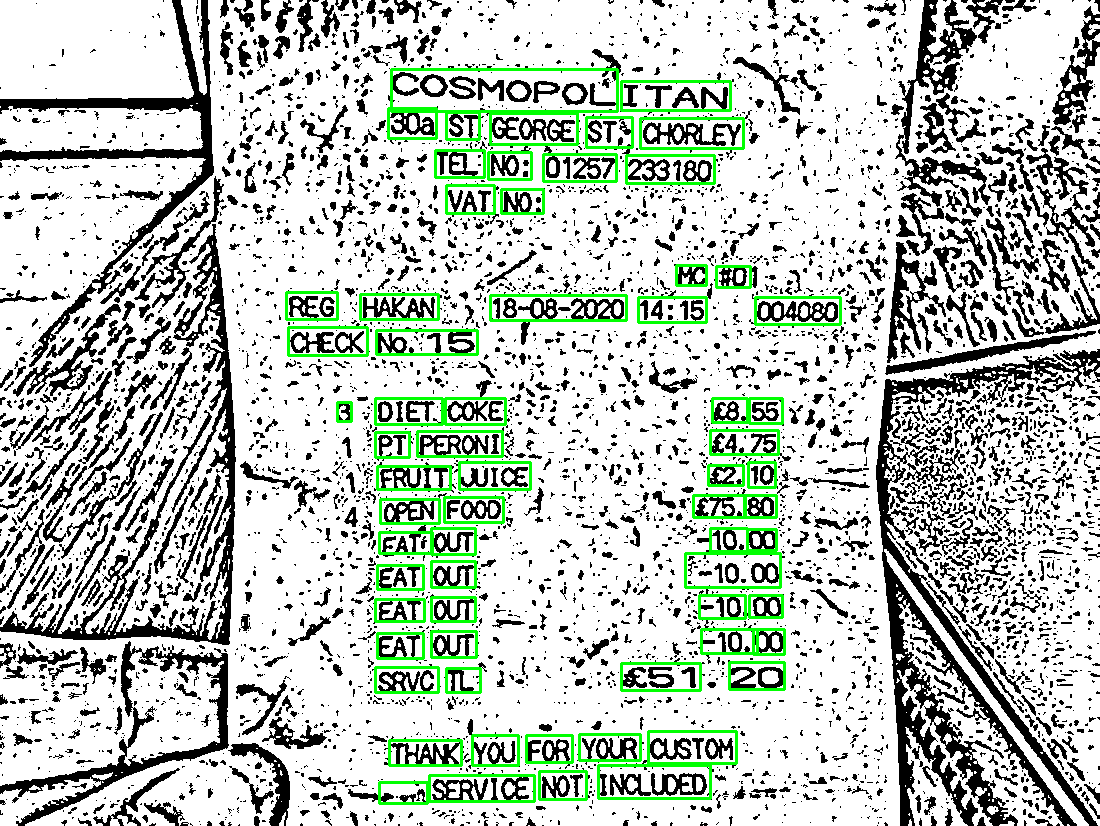 COSMOPOLITAN
30a ST GEORGE ST. CHORLEY
TEL NO: 01257 233180
VAT NO:
MC #01
REG HAKAN 18-08-2020 14:15 004080
CHECK No. 15
3 DIET COKE £8.55
1 PT PERONI £4.75
1 FRUIT JUICE £2.10
4 OPEN FOOD £75.80
EAT OUT -10.00
EAT OUT -10.00
EAT OUT -10.00
EAT OUT -10.00
SRVC TL £51.20
THANK YOU FOR YOUR CUSTOM
SERVICE NOT INCLUDED